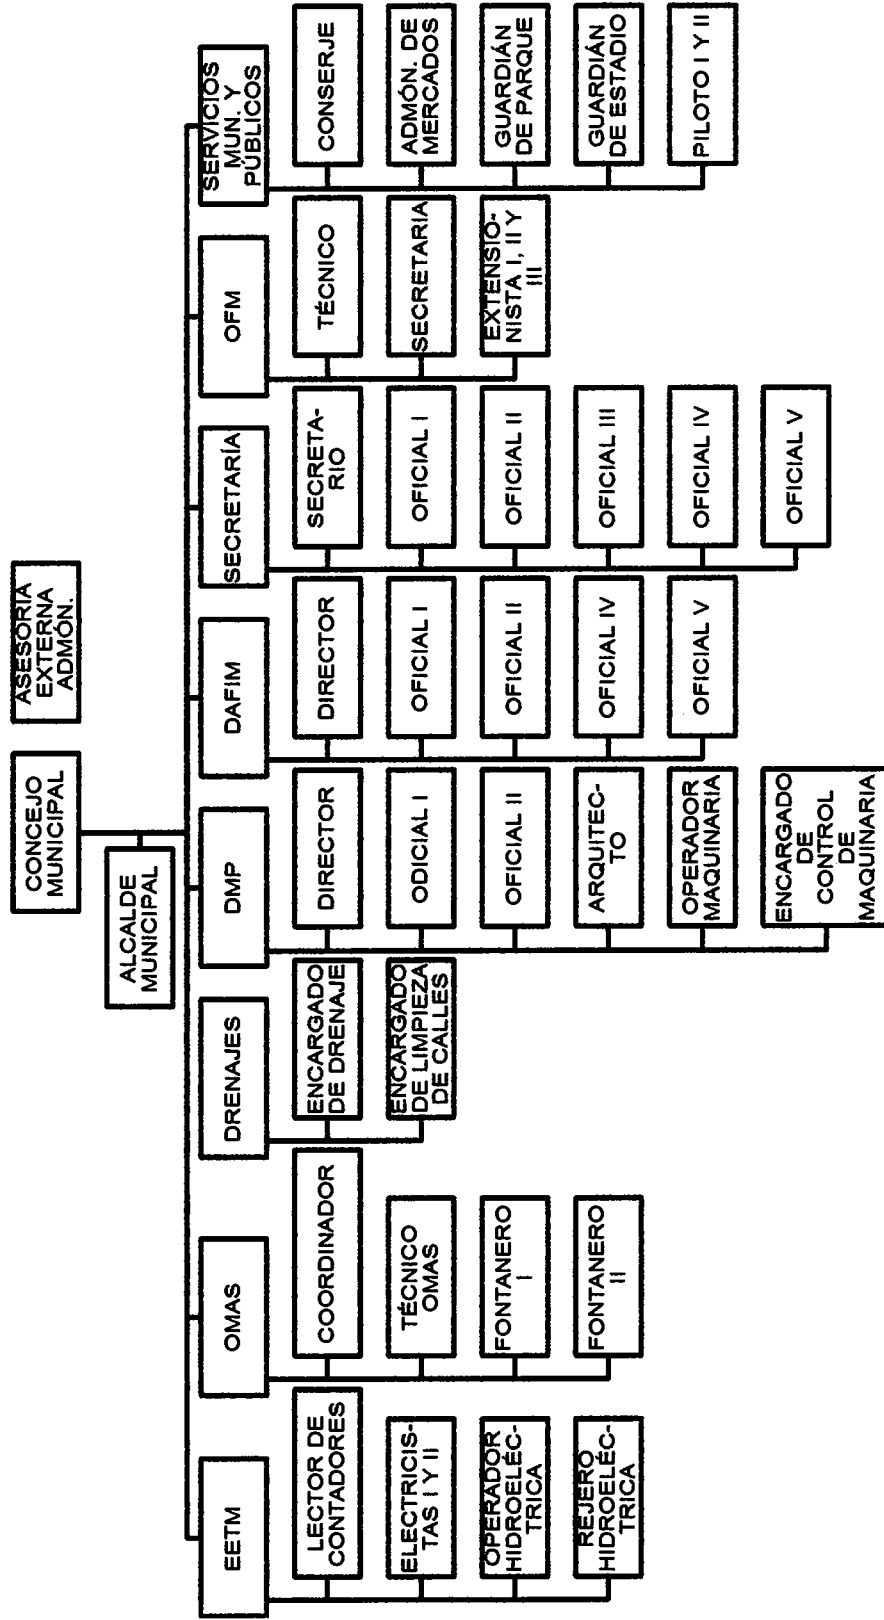 CONCEJO
MUNICIPAL
ASESORÍA
EXTERNA
ADMÓN.
ALCALDE
MUNICIPAL
EETM
LECTOR DE
CONTADORES
ELECTRICIS-
TAS I Y II
OPERADOR
HIDROELÉC-
TRICA
REJERO
HIDROELÉC-
TRICA
OMAS
COORDINADOR
TÉCNICO
OMAS
FONTANERO
I
FONTANERO
II
DRENAJES
ENCARGADO
DE DRENAJE
ENCARGADO
DE LIMPIEZA
DE CALLES
DMP
DIRECTOR
ODICIAL I
OFICIAL II
ARQUITEC-
TO
OPERADOR
MAQUINARIA
ENCARGADO
DE
CONTROL
DE
MAQUINARIA
DAFIM
DIRECTOR
OFICIAL I
OFICIAL II
OFICIAL IV
OFICIAL V
SECRETARÍA
SECRETA-
RIO
OFICIAL I
OFICIAL II
OFICIAL III
OFICIAL IV
OFICIAL V
OFM
TÉCNICO
SECRETARIA
EXTENSIO-
NISTA I, II Y
III
SERVICIOS
MUN. Y
PÚBLICOS
CONSERJE
ADMÓN. DE
MERCADOS
GUARDIÁN
DE PARQUE
GUARDIÁN
DE ESTADIO
PILOTO I Y II